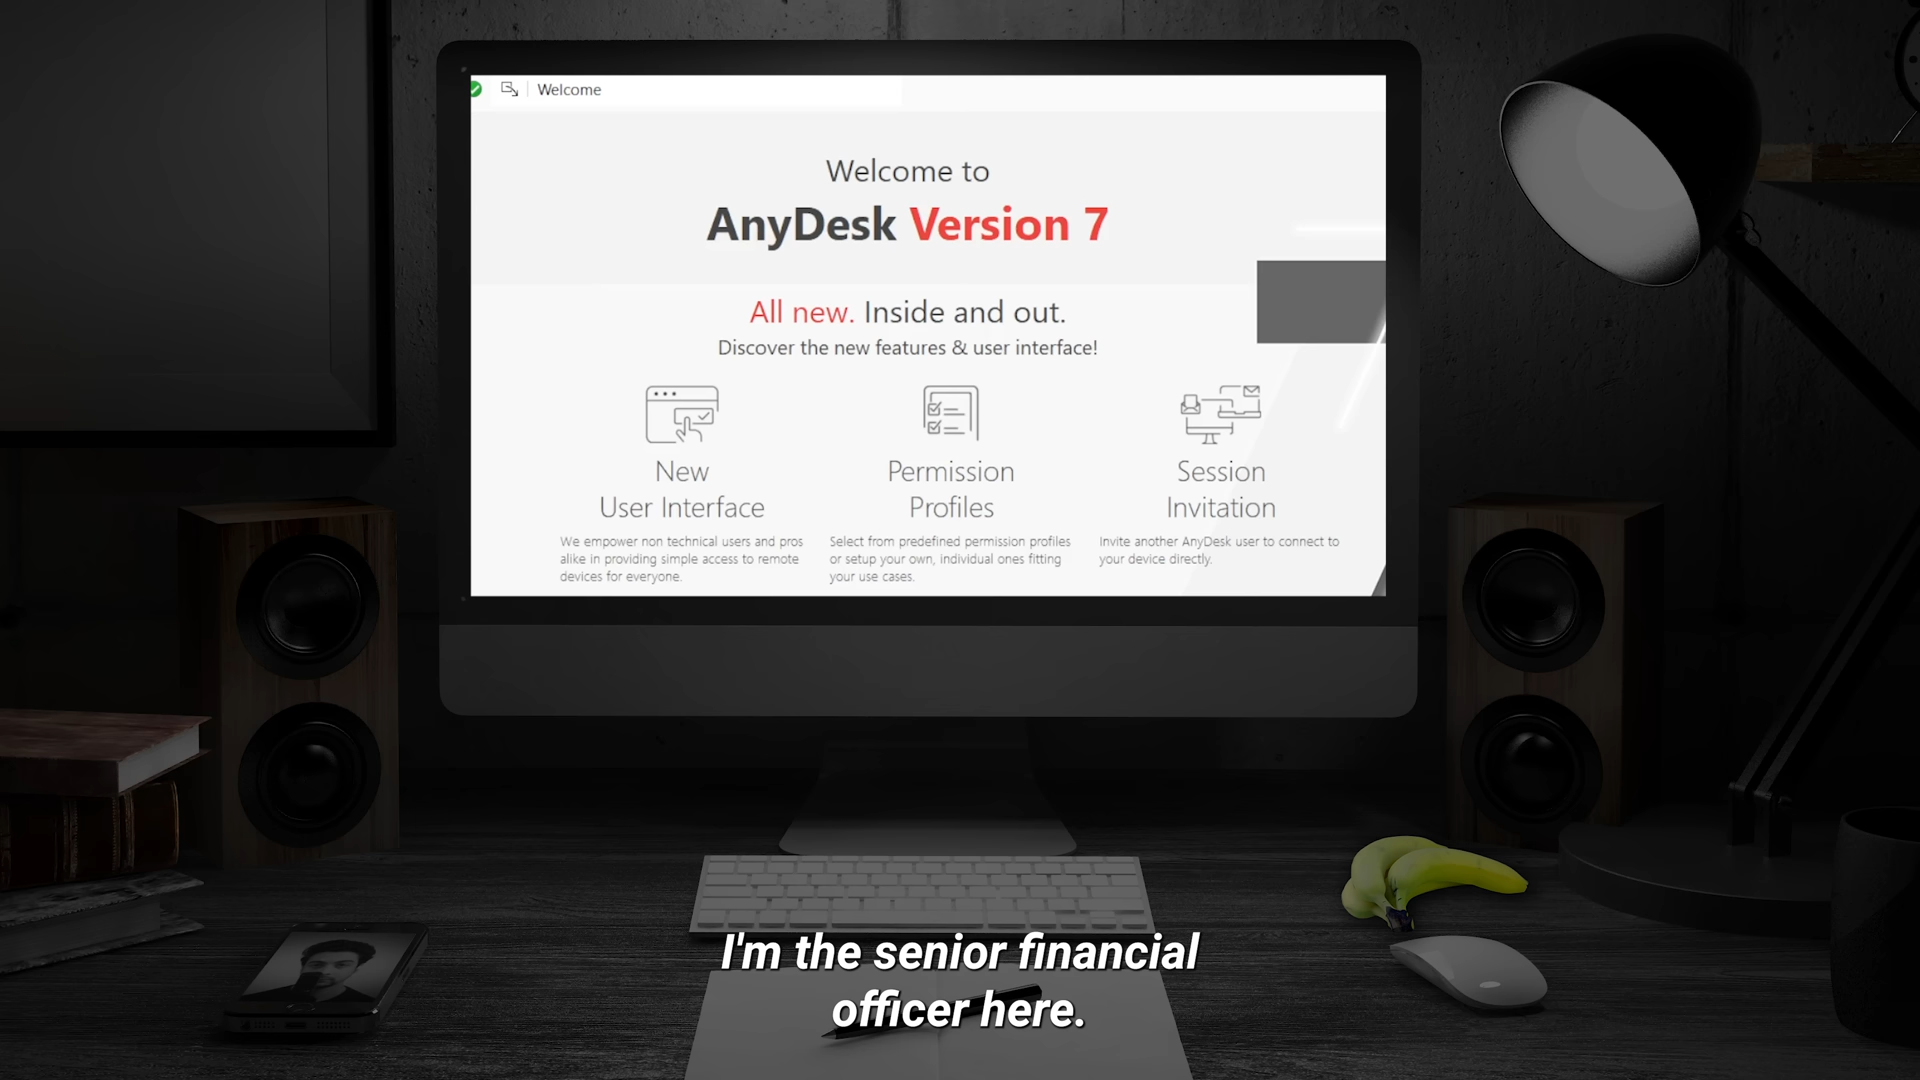 Welcome
Welcome to
AnyDesk Version 7
All new. Inside and out.
Discover the new features & user interface!
New
User Interface
We empower non technical users and pros
alike in providing simple access to remote
devices for everyone.
Permission
Profiles
Select from predefined permission profiles
or setup your own, individual ones fitting
your use cases.
Session
Invitation
Invite another AnyDesk user to connect to
your device directly.
I'm the senior financial
officer here.